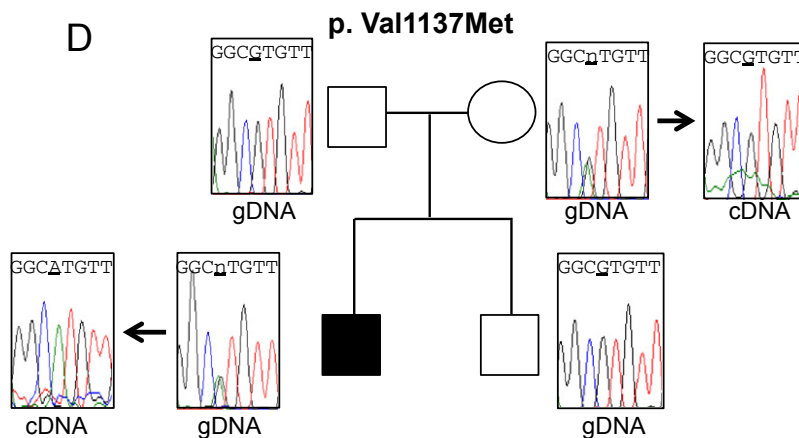 D
p. Val1137Met
GGCGTGTT
gDNA
GGCnTGTT
gDNA
GGCGTGTT
cDNA
GGCATGTT
cDNA
GGCnTGTT
gDNA
GGCGTGTT
gDNA